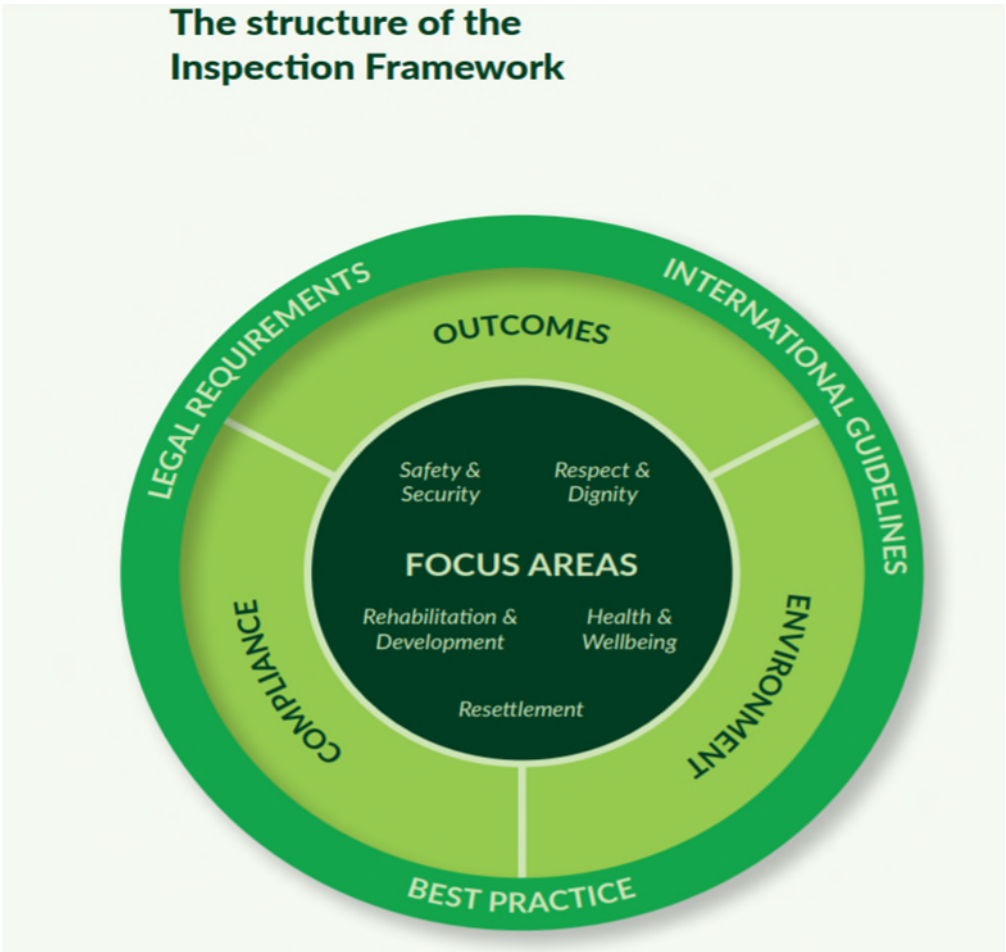 The structure of the
Inspection Framework
LEGAL REQUIREMENTS
INTERNATIONAL GUIDELINES
OUTCOMES
Safety &
Security
Respect &
Dignity
FOCUS AREAS
Rehabilitation &
Development
Health &
Wellbeing
Resettlement
COMPLIANCE
ENVIRONMENT
BEST PRACTICE